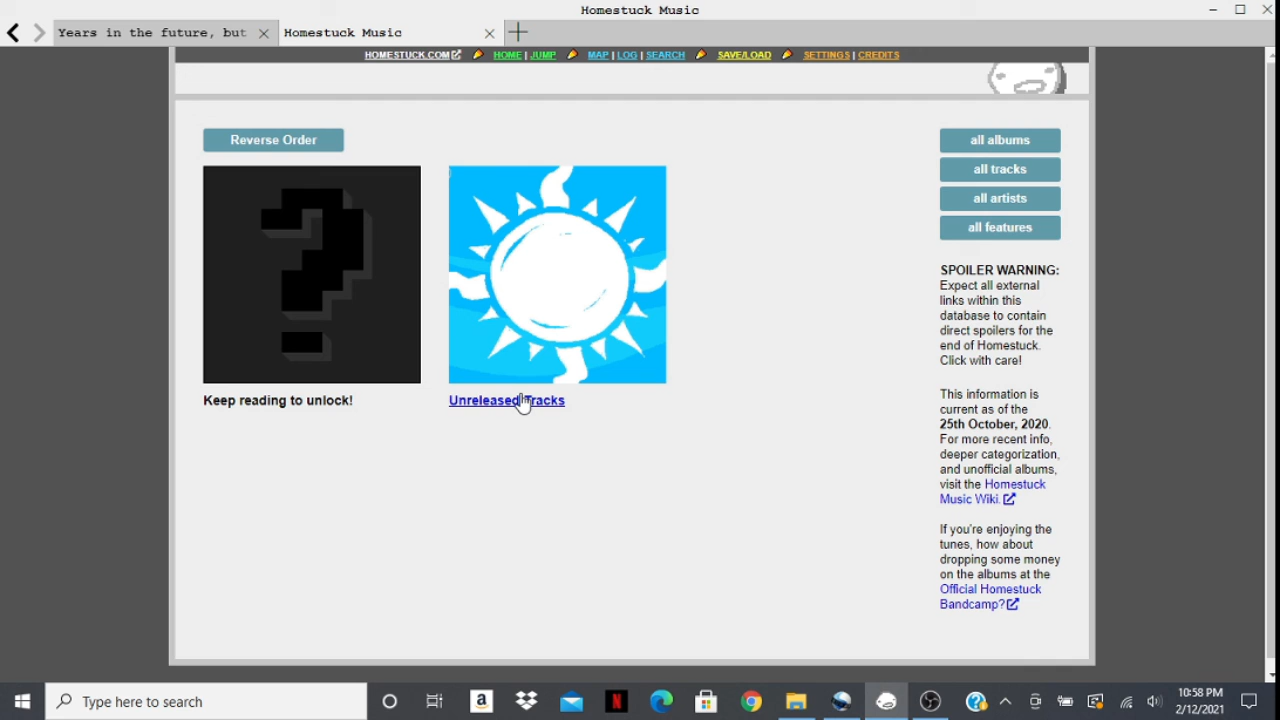 Homestuck Music
Years in the future, but
Homestuck Music
HOMESTUCK.COM HOME | JUMP MAP | LOG | SEARCH SAVE/LOAD SETTINGS | CREDITS
Reverse Order
Keep reading to unlock!
Unreleased Tracks
all albums
all tracks
all artists
all features
SPOILER WARNING:
Expect all external
links within this
database to contain
direct spoilers for the
end of Homestuck.
Click with care!
This information is
current as of the
25th October, 2020.
For more recent info,
deeper categorization,
and unofficial albums,
visit the Homestuck
Music Wiki.
If you're enjoying the
tunes, how about
dropping some money
on the albums at the
Official Homestuck
Bandcamp?
Type here to search
10:58 PM
2/12/2021